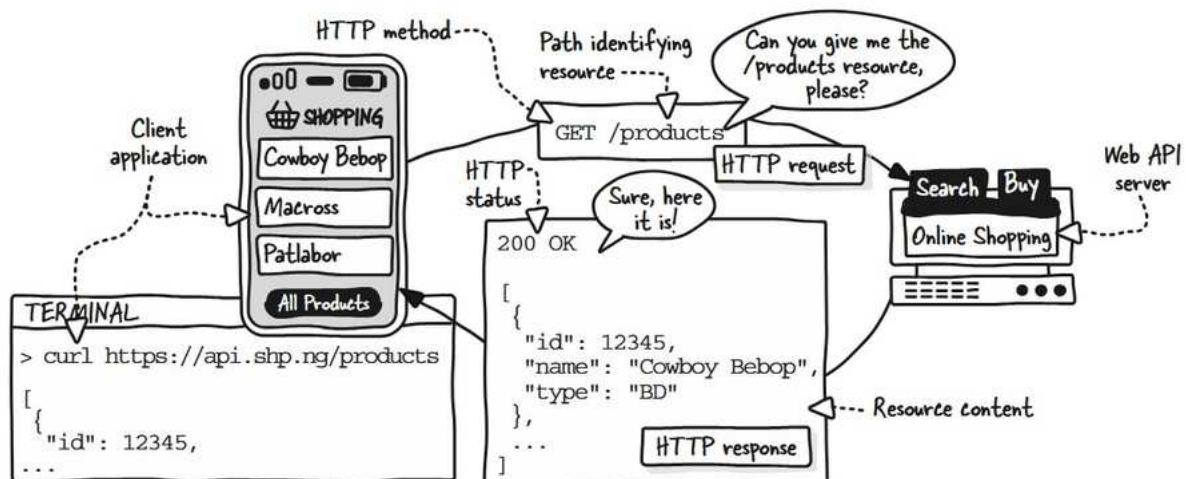 HTTP method
Path identifying
resource
Can you give me the
/products resource,
please?
SHOPPING
Client
application
Cowboy Bebop
Macross
Patlabor
All Products
GET /products
HTTP request
HTTP
status
Sure, here
it is!
Web API
server
Search
Buy
Online Shopping
200 OK
[
{
"id": 12345,
"name": "Cowboy Bebop",
"type": "BD"
},
...
]
HTTP response
Resource content
TERMINAL
> curl https://api.shp.ng/products
[
{
"id": 12345,
...